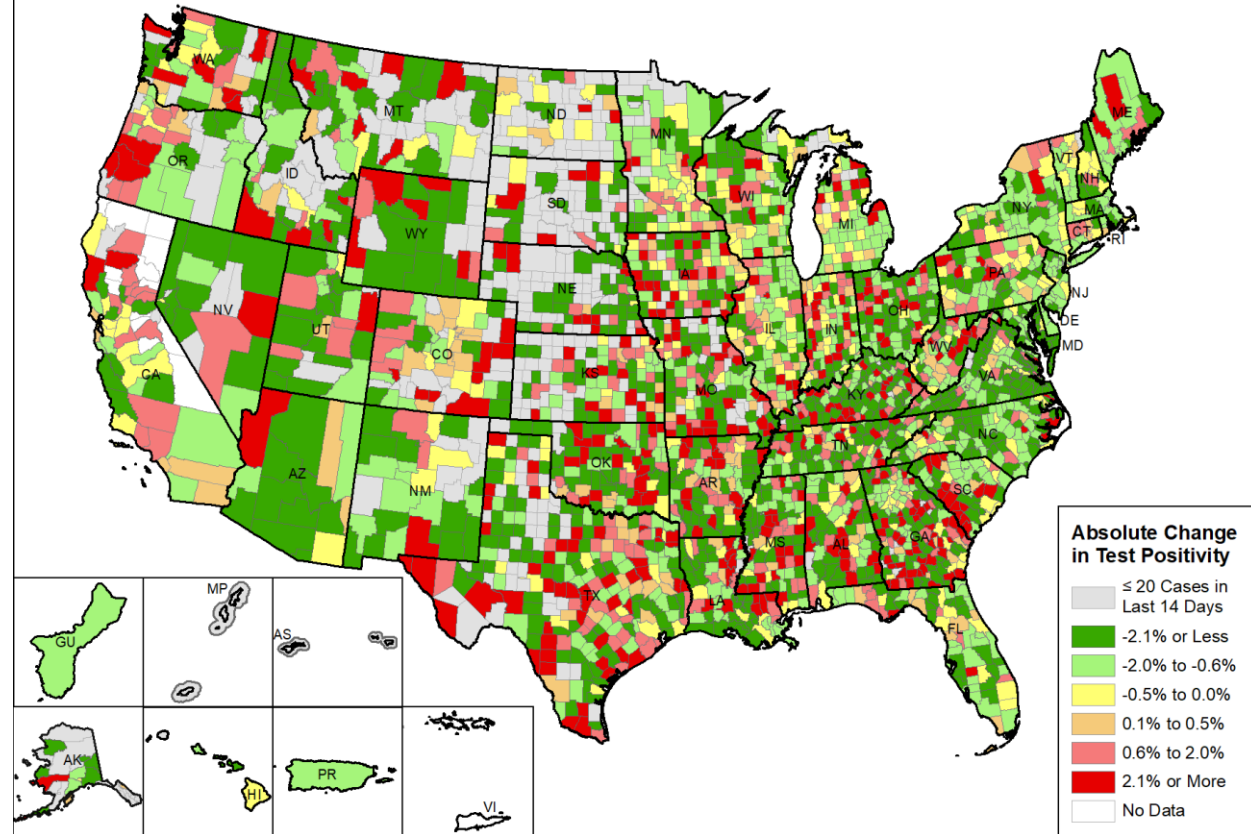 WA
MT
ND
MN
ME
OR
ID
SD
WI
MI
VT
NH
NY
MA
CT
RI
WY
IA
PA
NJ
NE
NV
UT
CO
IL
IN
OH
DE
MD
WV
VA
CA
KS
MO
KY
AZ
NM
OK
AR
TN
NC
SC
MS
AL
GA
TX
LA
FL
GU
MP
AS
AK
HI
PR
VI
Absolute Change
in Test Positivity
≤ 20 Cases in
Last 14 Days
-2.1% or Less
-2.0% to -0.6%
-0.5% to 0.0%
0.1% to 0.5%
0.6% to 2.0%
2.1% or More
No Data